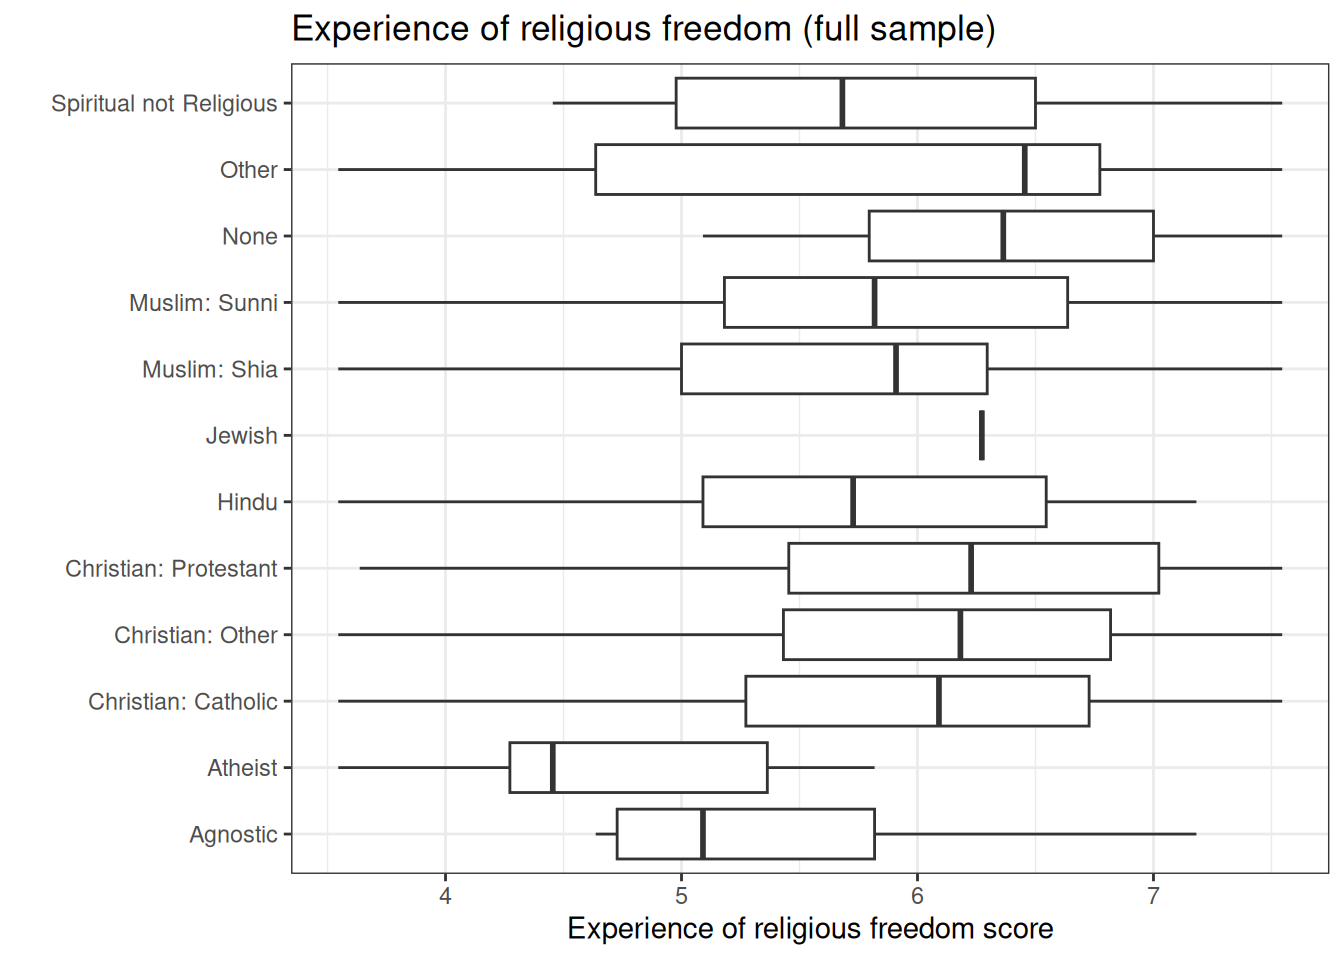 Experience of religious freedom (full sample)
Spiritual not Religious
Other
None
Muslim: Sunni
Muslim: Shia
Jewish
Hindu
Christian: Protestant
Christian: Other
Christian: Catholic
Atheist
Agnostic
4 5 6 7
Experience of religious freedom score